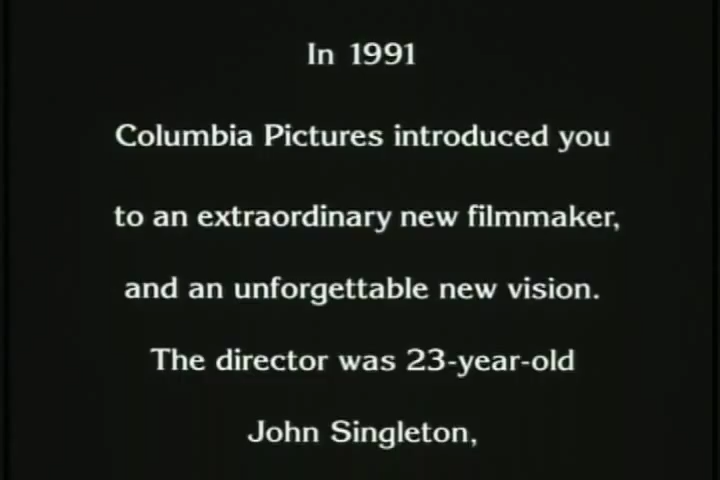 In 1991
Columbia Pictures introduced you
to an extraordinary new filmmaker,
and an unforgettable new vision.
The director was 23-year-old
John Singleton,